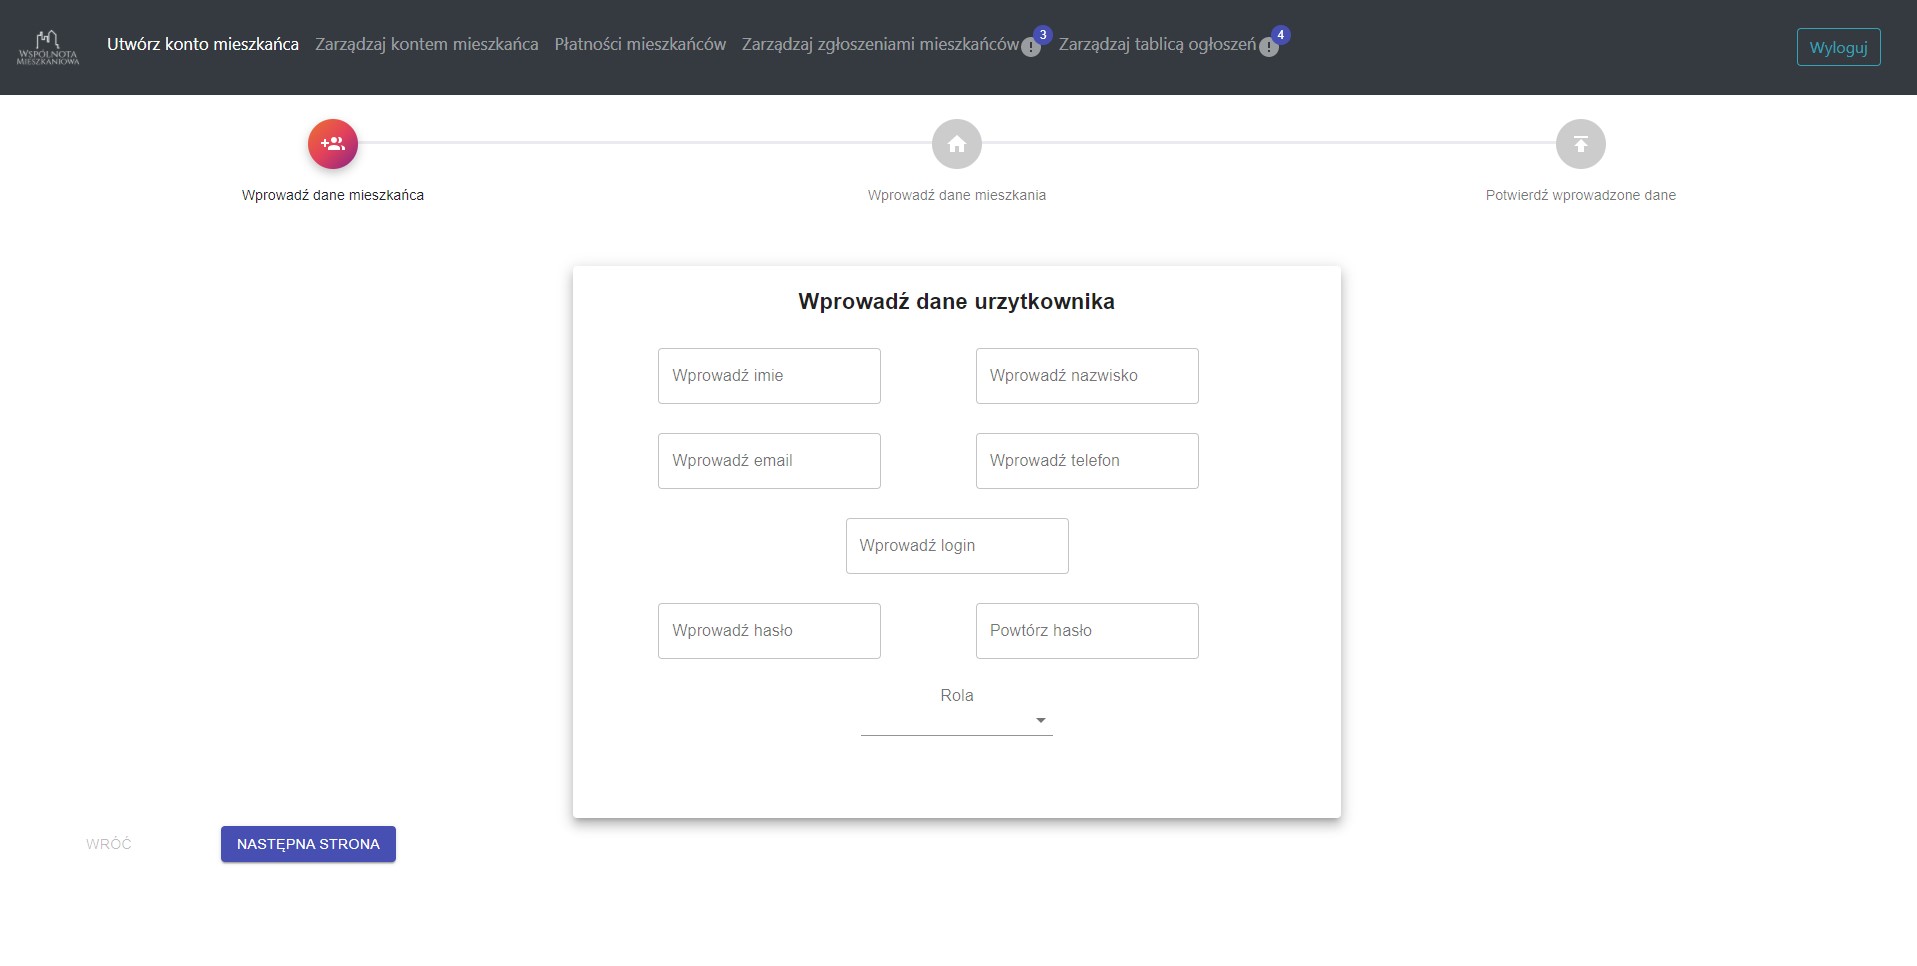 WSPÓLNOTA
MIESZKANIOWA
Utwórz konto mieszkańca Zarządzaj kontem mieszkańca Płatności mieszkańców Zarządzaj zgłoszeniami mieszkańców ! 3 Zarządzaj tablicą ogłoszeń ! 4 Wyloguj
Wprowadź dane mieszkańca Wprowadź dane mieszkania Potwierdź wprowadzone dane
Wprowadź dane urzytkownika
Wprowadź imie Wprowadź nazwisko
Wprowadź email Wprowadź telefon
Wprowadź login
Wprowadź hasło Powtórz hasło
Rola
WRÓĆ NASTĘPNA STRONA